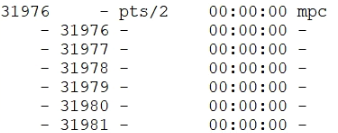 31976     - pts/2    00:00:00 mpc
    - 31976 -        00:00:00 -
    - 31977 -        00:00:00 -
    - 31978 -        00:00:00 -
    - 31979 -        00:00:00 -
    - 31980 -        00:00:00 -
    - 31981 -        00:00:00 -